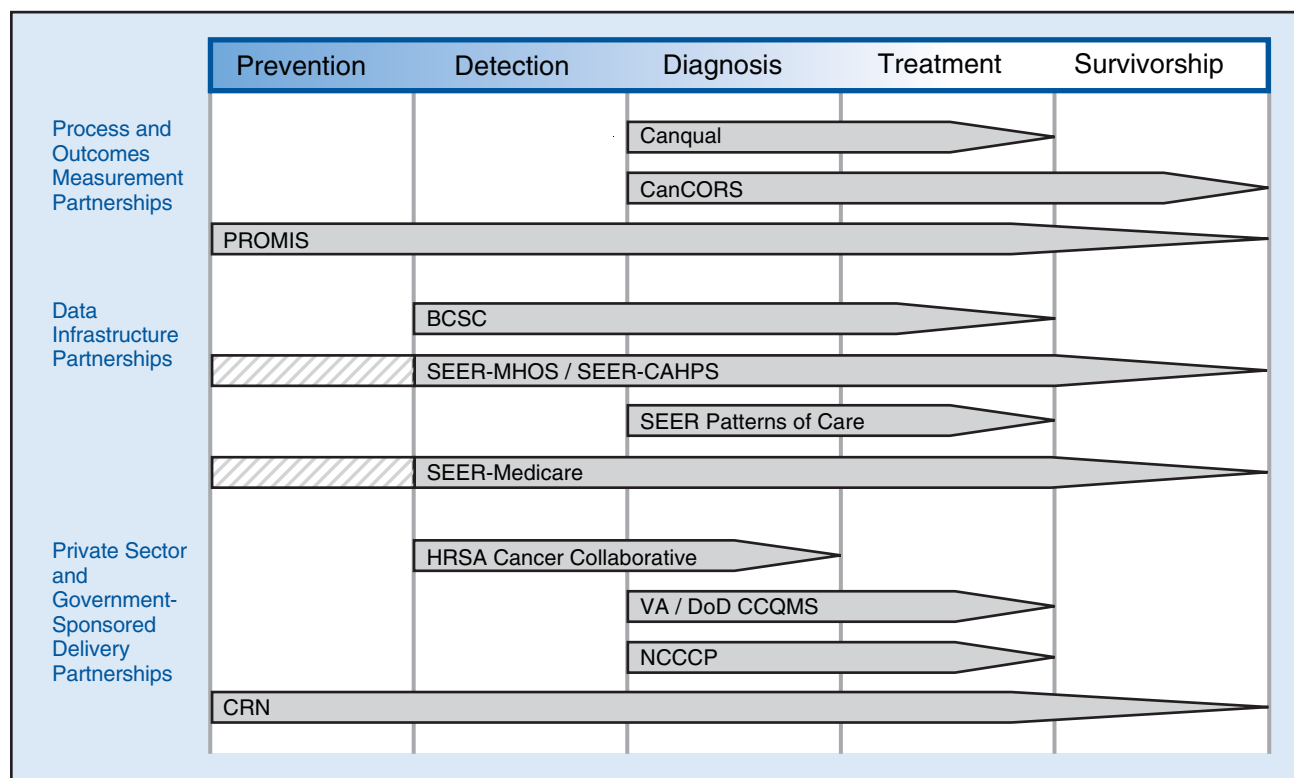 Prevention Detection Diagnosis Treatment Survivorship
Process and
Outcomes
Measurement
Partnerships
Canqual
CanCORS
PROMIS
Data
Infrastructure
Partnerships
BCSC
SEER-MHOS / SEER-CAHPS
SEER Patterns of Care
SEER-Medicare
Private Sector
and
Government-
Sponsored
Delivery
Partnerships
HRSA Cancer Collaborative
VA / DoD CCQMS
NCCCP
CRN